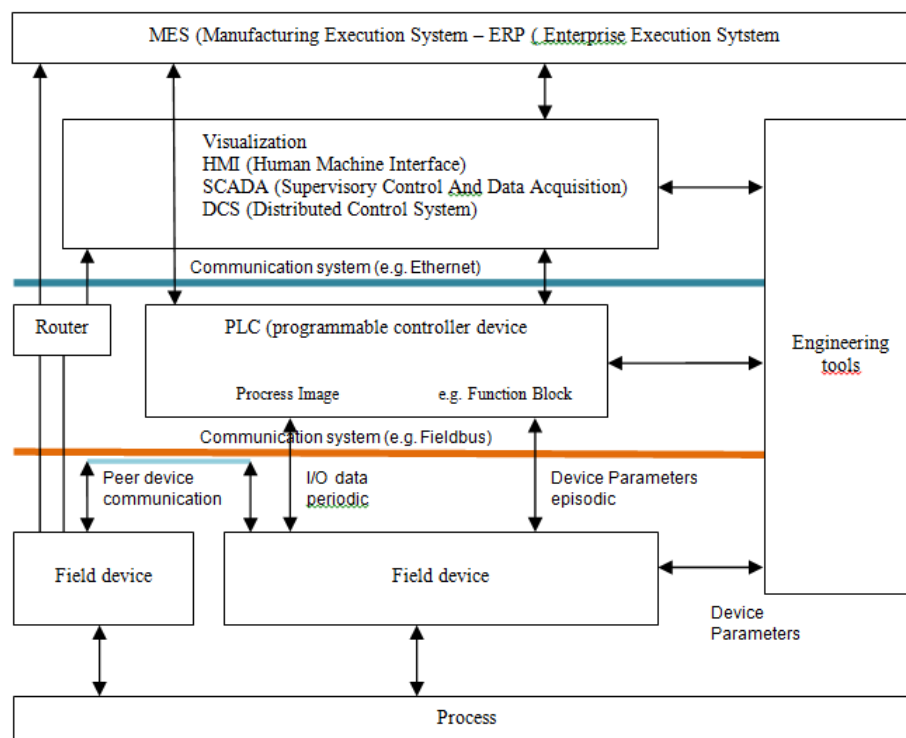 MES (Manufacturing Execution System – ERP ( Enterprise Execution Sytstem
Visualization
HMI (Human Machine Interface)
SCADA (Supervisory Control And Data Acquisition)
DCS (Distributed Control System)
Communication system (e.g. Ethernet)
Router
PLC (programmable controller device
Engineering
tools
Procress Image
e.g. Function Block
Communication system (e.g. Fieldbus)
Peer device
communication
I/O data
periodic
Device Parameters
episodic
Field device
Field device
Device
Parameters
Process